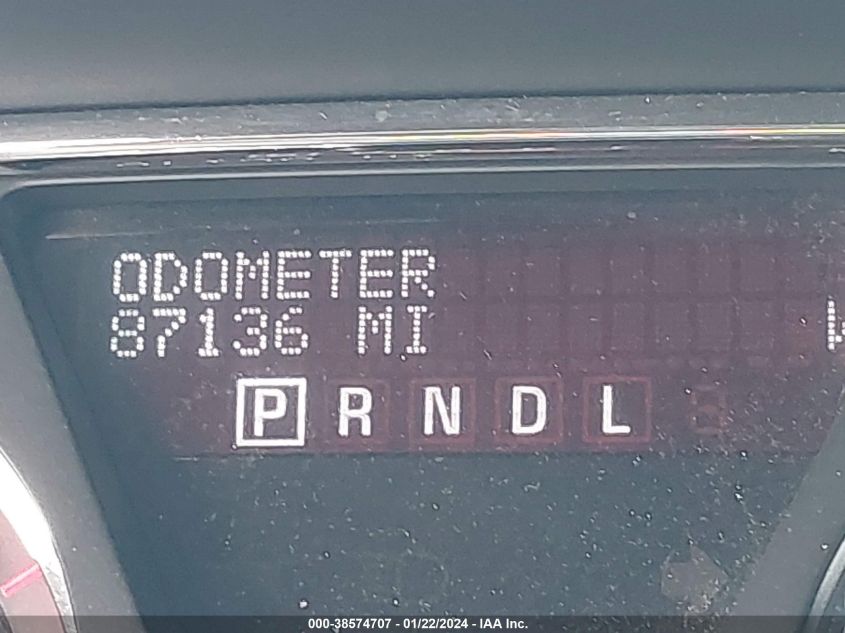 ODOMETER
87136 MI
P R N D L
000-38574707 - 01/22/2024 - IAA Inc.